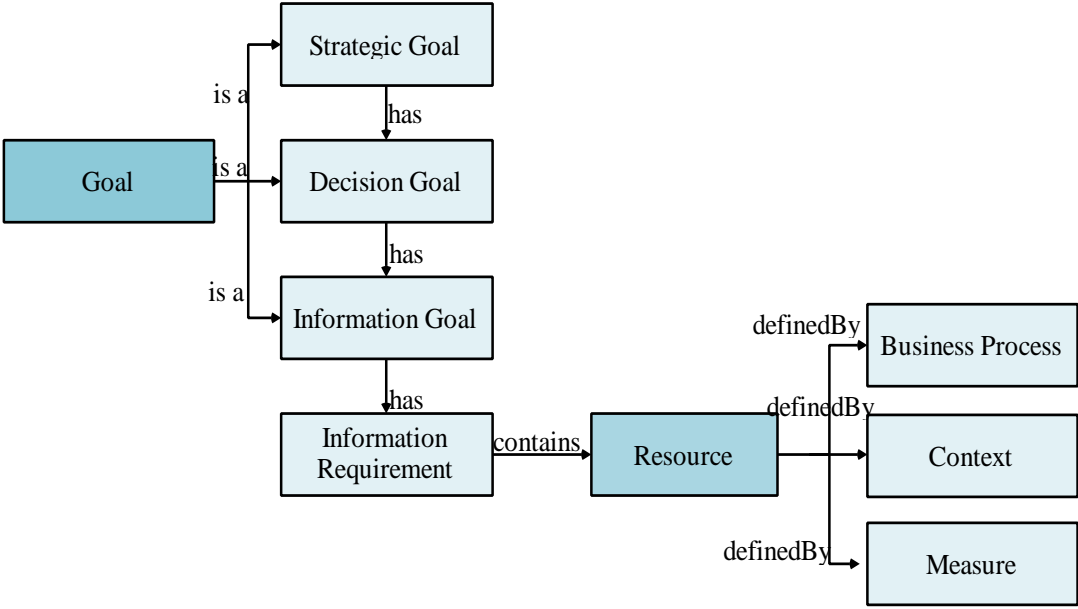 Strategic Goal
is a
has
Goal
is a
Decision Goal
has
is a
Information Goal
definedBy
Business Process
has
definedBy
Information
Requirement
contains
Resource
Context
definedBy
Measure